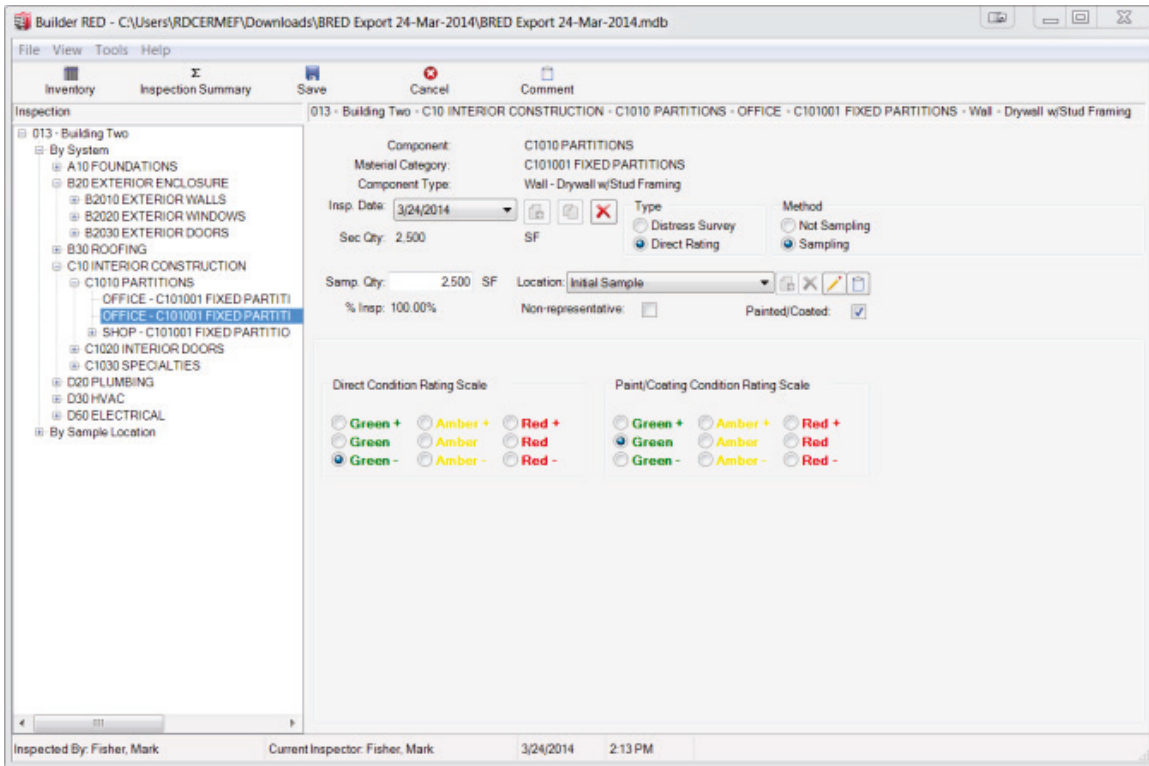 Builder RED - C:\Users\RDCERMEF\Downloads\BRED Export 24-Mar-2014\BRED Export 24-Mar-2014.mdb
File View Tools Help
Inventory Inspection Summary Save Cancel Comment
Inspection
013 - Building Two - C10 INTERIOR CONSTRUCTION - C1010 PARTITIONS - OFFICE - C101001 FIXED PARTITIONS - Wall - Drywall w/Stud Framing
013 - Building Two
By System
A10 FOUNDATIONS
B20 EXTERIOR ENCLOSURE
B2010 EXTERIOR WALLS
B2020 EXTERIOR WINDOWS
B2030 EXTERIOR DOORS
B30 ROOFING
C10 INTERIOR CONSTRUCTION
C1010 PARTITIONS
OFFICE - C101001 FIXED PARTITI
OFFICE - C101001 FIXED PARTITI
SHOP - C101001 FIXED PARTITIO
C1020 INTERIOR DOORS
C1030 SPECIALTIES
D20 PLUMBING
D30 HVAC
D50 ELECTRICAL
By Sample Location
Component: C1010 PARTITIONS
Material Category: C101001 FIXED PARTITIONS
Component Type: Wall - Drywall w/Stud Framing
Insp. Date: 3/24/2014
Sec Qty: 2,500 SF
Type
Distress Survey
Direct Rating
Method
Not Sampling
Sampling
Samp. Qty: 2,500 SF Location: Initial Sample
% Insp: 100.00% Non-representative: Painted/Coated:
Direct Condition Rating Scale
Green + Amber + Red +
Green Amber Red
Green - Amber - Red -
Paint/Coating Condition Rating Scale
Green + Amber + Red +
Green Amber Red
Green - Amber - Red -
Inspected By: Fisher, Mark Current Inspector: Fisher, Mark 3/24/2014 2:13 PM